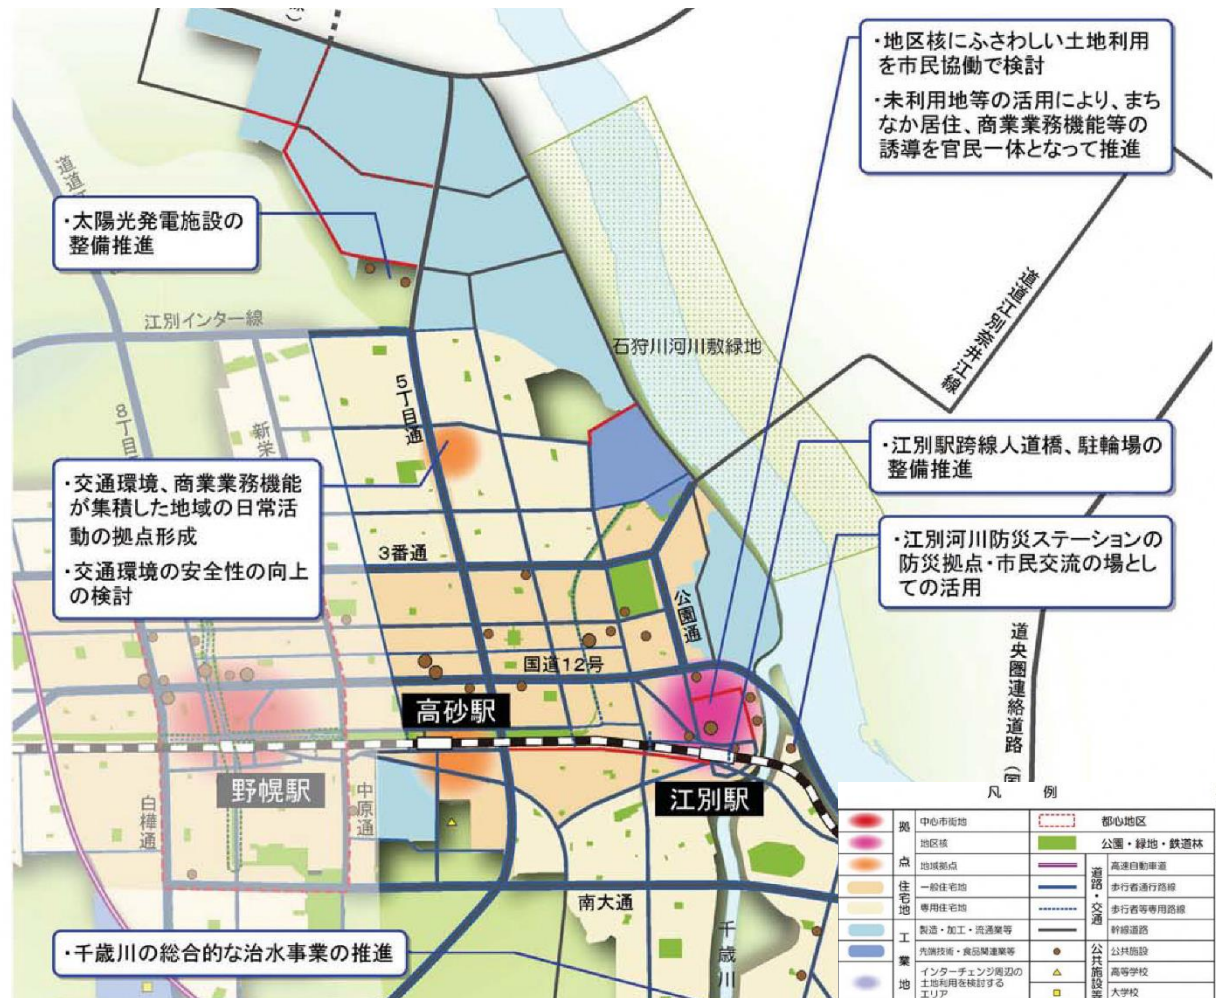 ・地区核にふさわしい土地利用
を市民協働で検討
・未利用地等の活用により、まち
なか居住、商業業務機能等の
誘導を官民一体となって推進
道道
・太陽光発電施設の
整備推進
江別インター線
道道江別奈井江線
石狩川河川敷緑地
5丁目通
8丁目
新栄
・江別駅跨線人道橋、駐輪場の
整備推進
・交通環境、商業業務機能
が集積した地域の日常活
動の拠点形成
・交通環境の安全性の向上
の検討
3番通
・江別河川防災ステーションの
防災拠点・市民交流の場とし
ての活用
公園通
国道12号
道央圏連絡道路(国
高砂駅
野幌駅
江別駅
白樺通
中原通
南大通
千歳川
・千歳川の総合的な治水事業の推進
凡 例
拠点
中心市街地
地区核
地域拠点
住宅地
一般住宅地
専用住宅地
工業地
製造・加工・流通業等
先端技術・食品関連業等
インターチェンジ周辺の
土地利用を検討する
エリア
都心地区
公園・緑地・鉄道林
道路・交通
高速自動車道
歩行者通行路線
歩行者等専用路線
幹線道路
公共施設等
公共施設
高等学校
大学校